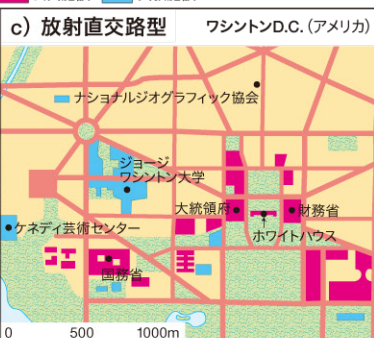 c) 放射直交路型 ワシントンD.C.(アメリカ)
ナショナルジオグラフィック協会
ジョージ
ワシントン大学
大統領府
財務省
ケネディ芸術センター
ホワイトハウス
国務省
0 500 1000m